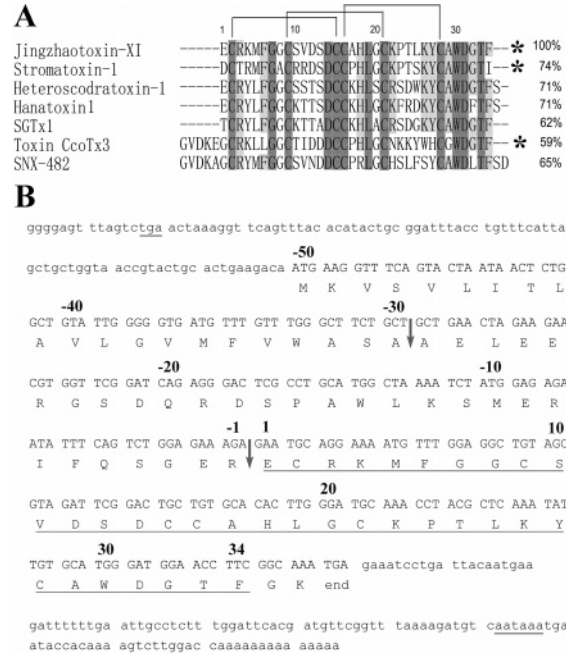 A
1 10 20 30
Jingzhaotoxin-XI -----ECRKMFGGCSVDSDCCAHLGCKPTLKYCAWDGTF-- * 100%
Stromatoxin-1 -----DCTRMFGACRRDSDCCPHLGCKPTSKYCAWDGTI-- * 74%
Heteroscodratoxin-1 -----ECRYLFGGCSSTSDCCKHLSCRSDWKYCAWDGTFS- 71%
Hanatoxin1 -----ECRYLFGGCKTTSDCCKHLGCKFRDKYCAWDFTFS- 71%
SGTx1 -----TCRYLFGGCKTTADCCKHLACRSDGKYCAWDGTF-- 62%
Toxin CcoTx3 GVDKEGCRKLLGGCTIDDDCCPHLGCNKKYWHCGWDGTF-- * 59%
SNX-482 GVDKAGCRYMFGGCSVNDDCCPRLGCHSLFSYCAWDLTFSD 65%
B
ggggagt tttagtctga actaaaggt tcagtttac acatactgc ggatttacc tgtttcatta
-50
gctgctggta accgtactgc actgaagaca ATG AAG GTT TCA GTA CTA ATA ACT CTG
M K V S V L I T L
-40 -30
GCT GTA TTG GGG GTG ATG TTT GTT TGG GCT TCT GCT GCT GAA CTA GAA GAA
A V L G V M F V W A S A A E L E E
-20 -10
CGT GGT TCG GAT CAG AGG GAC TCG CCT GCA TGG CTA AAA TCT ATG GAG AGA
R G S D Q R D S P A W L K S M E R
-1 1 10
ATA TTT CAG TCT GGA GAA AGA GAA TGC AGG AAA ATG TTT GGA GGC TGT AGC
I F Q S G E R E C R K M F G G C S
20
GTA GAT TCG GAC TGC TGT GCA CAC TTG GGA TGC AAA CCT ACG CTC AAA TAT
V D S D C C A H L G C K P T L K Y
30 34
TGT GCA TGG GAT GGA ACC TTC GGC AAA TGA gaaatcctga ttacaatgaa
C A W D G T F G K end
gatttttttga attgcctctt tggattcacg atgttcggtt taaaagatgt caataaatga
ataccacaaa aagtcttggac caaaaaaaaa aaaaaa